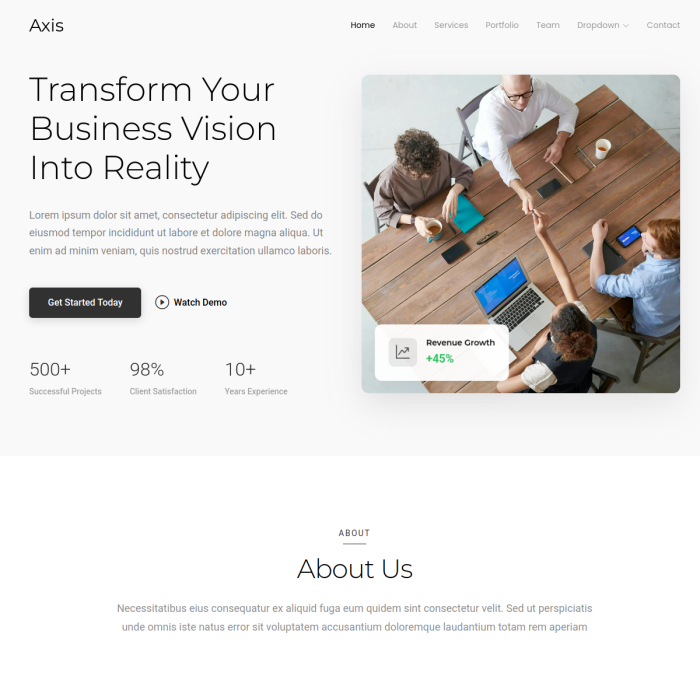 Axis
Home About Services Portfolio Team Dropdown Contact
Transform Your
Business Vision
Into Reality
Lorem ipsum dolor sit amet, consectetur adipiscing elit. Sed do
eiusmod tempor incididunt ut labore et dolore magna aliqua. Ut
enim ad minim veniam, quis nostrud exercitation ullamco laboris.
Get Started Today Watch Demo
500+ 98% 10+
Successful Projects Client Satisfaction Years Experience
Revenue Growth
+45%
ABOUT
About Us
Necessitatibus eius consequatur ex aliquid fuga eum quidem sint consectetur velit. Sed ut perspiciatis
unde omnis iste natus error sit voluptatem accusantium doloremque laudantium totam rem aperiam